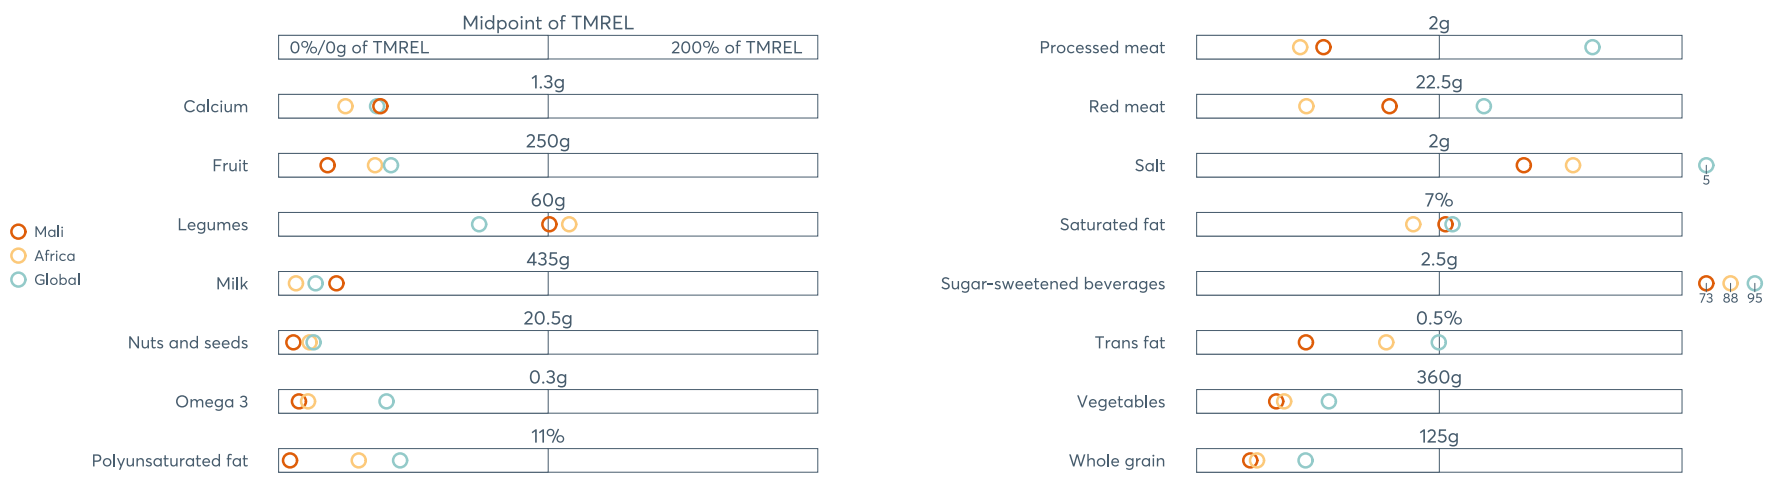 Midpoint of TMREL
0%/0g of TMREL 200% of TMREL
Calcium 1.3g
Fruit 250g
Legumes 60g
Milk 435g
Nuts and seeds 20.5g
Omega 3 0.3g
Polyunsaturated fat 11%
Mali
Africa
Global
Processed meat 2g
Red meat 22.5g
Salt 2g
5
Saturated fat 7%
Sugar-sweetened beverages 2.5g
73 88 95
Trans fat 0.5%
Vegetables 360g
Whole grain 125g